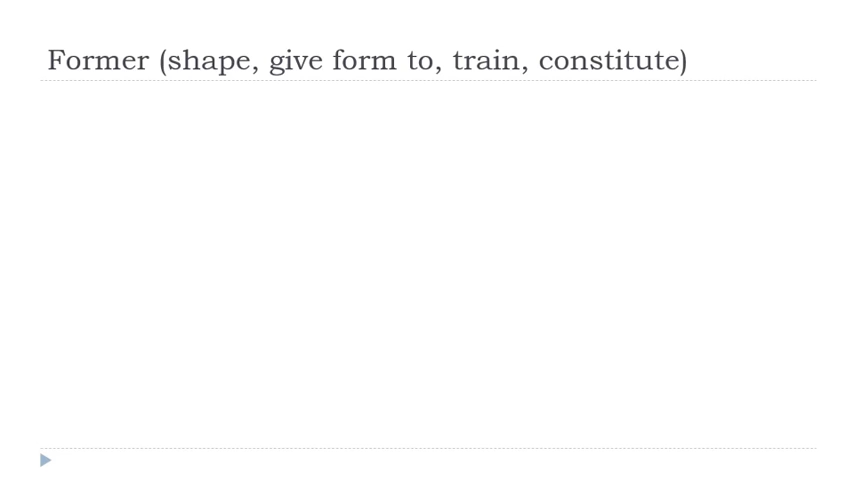 Former (shape, give form to, train, constitute)